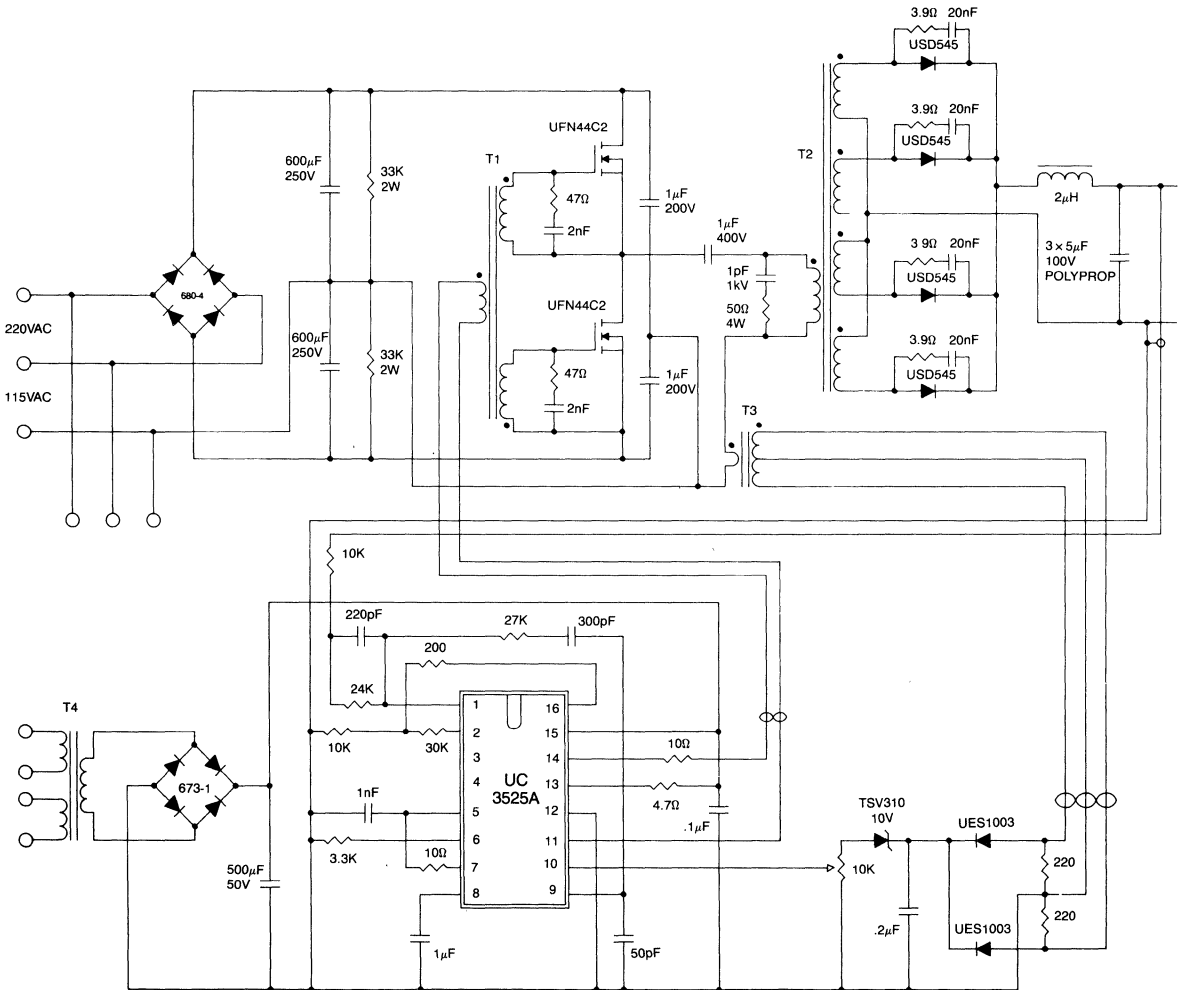 3.9Ω 20nF
USD545
3.9Ω 20nF
USD545
UFN44C2
T1
T2
600µF
250V
33K
2W
47Ω
2nF
1µF
200V
1µF
400V
2µH
3.9Ω 20nF
USD545
3 × 5µF
100V
POLYPROP
1pF
1kV
50Ω
4W
680-4
220VAC
115VAC
600µF
250V
33K
2W
UFN44C2
47Ω
2nF
1µF
200V
3.9Ω 20nF
USD545
T3
10K
220pF
27K
300pF
200
24K
T4
10K
30K
1
2
3
4
5
6
7
8
16
15
14
13
12
11
10
9
UC
3525A
10Ω
4.7Ω
.1µF
673-1
1nF
3.3K
10Ω
500µF
50V
1µF
50pF
TSV310
10V
10K
.2µF
UES1003
220
220
UES1003